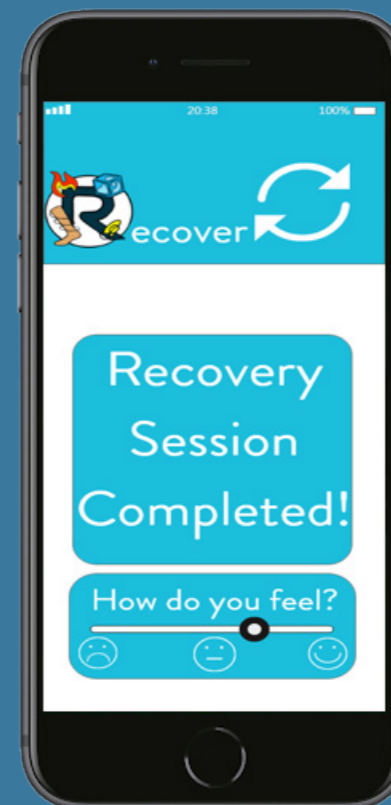 20:38
100%
Recover
Recovery
Session
Completed!
How do you feel?